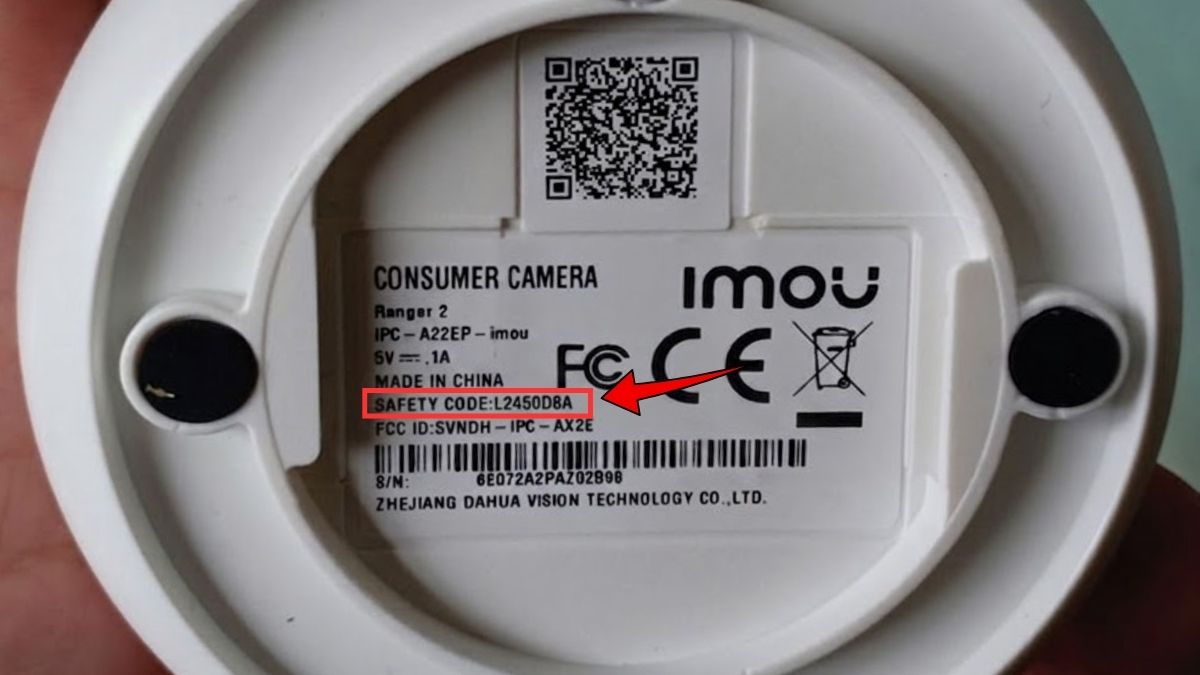 CONSUMER CAMERA
imou
Ranger 2
IPC-A22EP-imou
5V⎓.1A
FC CE
MADE IN CHINA
SAFETY CODE:L2450D8A
FCC ID:SVNDH-IPC-AX2E
S/N: 6E072A2PAZ02B98
ZHEJIANG DAHUA VISION TECHNOLOGY CO.,LTD.